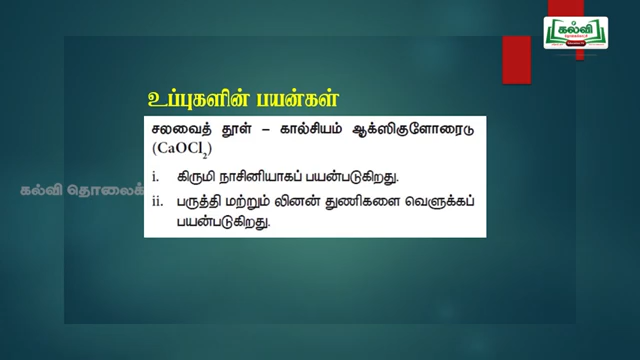 கல்வி
உப்புகளின் பயன்கள்
சலவைத் தூள் – கால்சியம் ஆக்ஸிகுளோரைடு
(CaOCl₂)
i. கிருமி நாசினியாகப் பயன்படுகிறது.
கல்வி தொலைக்
ii. பருத்தி மற்றும் லினன் துணிகளை வெளுக்கப்
பயன்படுகிறது.